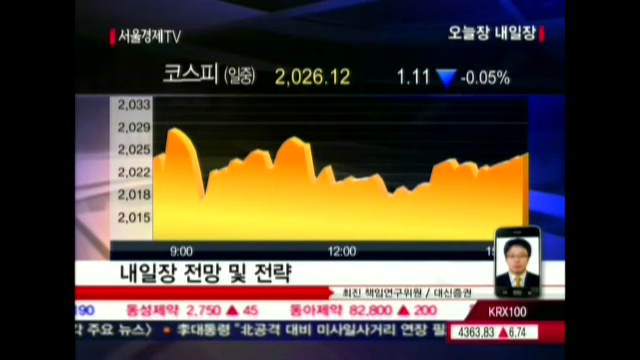 서울경제TV
오늘장 내일장
코스피 (일중) 2,026.12 1.11 ▼ -0.05%
2,033
2,029
2,025
2,022
2,018
2,015
9:00 12:00
내일장 전망 및 전략
최진 책임연구위원 / 대신증권
190 동성제약 2,750 ▲ 45 동아제약 82,800 ▲ 200 KRX100
주요 뉴스> • 李대통령 "北공격 대비 미사일사거리 연장 필 4363.83 ▲6.74